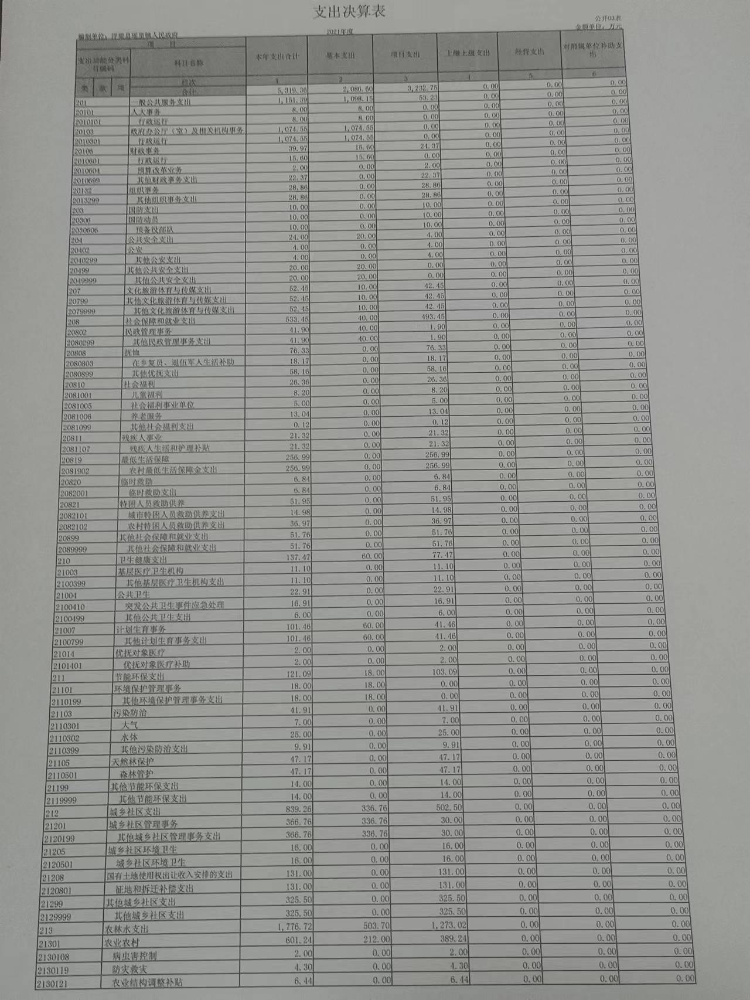 支出决算表
公开03表
编制单位：浮梁县瑶里镇人民政府 2021年度 金额单位：万元
项 目 本年支出合计 基本支出 项目支出 上缴上级支出 经营支出 对附属单位补助支出
支出功能分类科目编码 科目名称
类 款 项 栏次 1 2 3 4 5 6
合计 5,319.36 2,086.60 3,232.75 0.00 0.00 0.00
201 一般公共服务支出 1,151.39 1,098.15 53.23 0.00 0.00 0.00
20101 人大事务 8.00 8.00 0.00 0.00 0.00 0.00
2010101 行政运行 8.00 8.00 0.00 0.00 0.00 0.00
20103 政府办公厅（室）及相关机构事务 1,074.55 1,074.55 0.00 0.00 0.00 0.00
2010301 行政运行 1,074.55 1,074.55 0.00 0.00 0.00 0.00
20106 财政事务 39.97 15.60 24.37 0.00 0.00 0.00
2010601 行政运行 15.60 15.60 0.00 0.00 0.00 0.00
2010604 预算改革业务 2.00 0.00 2.00 0.00 0.00 0.00
2010699 其他财政事务支出 22.37 0.00 22.37 0.00 0.00 0.00
20132 组织事务 28.86 0.00 28.86 0.00 0.00 0.00
2013299 其他组织事务支出 28.86 0.00 28.86 0.00 0.00 0.00
203 国防支出 10.00 0.00 10.00 0.00 0.00 0.00
20306 国防动员 10.00 0.00 10.00 0.00 0.00 0.00
2030606 预备役部队 10.00 0.00 10.00 0.00 0.00 0.00
204 公共安全支出 24.00 20.00 4.00 0.00 0.00 0.00
20402 公安 4.00 0.00 4.00 0.00 0.00 0.00
2040299 其他公安支出 4.00 0.00 4.00 0.00 0.00 0.00
20499 其他公共安全支出 20.00 20.00 0.00 0.00 0.00 0.00
2049999 其他公共安全支出 20.00 20.00 0.00 0.00 0.00 0.00
207 文化旅游体育与传媒支出 52.45 10.00 42.45 0.00 0.00 0.00
20799 其他文化旅游体育与传媒支出 52.45 10.00 42.45 0.00 0.00 0.00
2079999 其他文化旅游体育与传媒支出 52.45 10.00 42.45 0.00 0.00 0.00
208 社会保障和就业支出 533.45 40.00 493.45 0.00 0.00 0.00
20802 民政管理事务 41.90 40.00 1.90 0.00 0.00 0.00
2080299 其他民政管理事务支出 41.90 40.00 1.90 0.00 0.00 0.00
20808 抚恤 76.33 0.00 76.33 0.00 0.00 0.00
2080803 在乡复员、退伍军人生活补助 18.17 0.00 18.17 0.00 0.00 0.00
2080899 其他优抚支出 58.16 0.00 58.16 0.00 0.00 0.00
20810 社会福利 26.36 0.00 26.36 0.00 0.00 0.00
2081001 儿童福利 8.20 0.00 8.20 0.00 0.00 0.00
2081005 社会福利事业单位 5.00 0.00 5.00 0.00 0.00 0.00
2081006 养老服务 13.04 0.00 13.04 0.00 0.00 0.00
2081099 其他社会福利支出 0.12 0.00 0.12 0.00 0.00 0.00
20811 残疾人事业 21.32 0.00 21.32 0.00 0.00 0.00
2081107 残疾人生活和护理补贴 21.32 0.00 21.32 0.00 0.00 0.00
20819 最低生活保障 256.99 0.00 256.99 0.00 0.00 0.00
2081902 农村最低生活保障金支出 256.99 0.00 256.99 0.00 0.00 0.00
20820 临时救助 6.84 0.00 6.84 0.00 0.00 0.00
2082001 临时救助支出 6.84 0.00 6.84 0.00 0.00 0.00
20821 特困人员救助供养 51.95 0.00 51.95 0.00 0.00 0.00
2082101 城市特困人员救助供养支出 14.98 0.00 14.98 0.00 0.00 0.00
2082102 农村特困人员救助供养支出 36.97 0.00 36.97 0.00 0.00 0.00
20899 其他社会保障和就业支出 51.76 0.00 51.76 0.00 0.00 0.00
2089999 其他社会保障和就业支出 51.76 0.00 51.76 0.00 0.00 0.00
210 卫生健康支出 137.47 60.00 77.47 0.00 0.00 0.00
21003 基层医疗卫生机构 11.10 0.00 11.10 0.00 0.00 0.00
2100399 其他基层医疗卫生机构支出 11.10 0.00 11.10 0.00 0.00 0.00
21004 公共卫生 22.91 0.00 22.91 0.00 0.00 0.00
2100410 突发公共卫生事件应急处理 16.91 0.00 16.91 0.00 0.00 0.00
2100499 其他公共卫生支出 6.00 0.00 6.00 0.00 0.00 0.00
21007 计划生育事务 101.46 60.00 41.46 0.00 0.00 0.00
2100799 其他计划生育事务支出 101.46 60.00 41.46 0.00 0.00 0.00
21014 优抚对象医疗 2.00 0.00 2.00 0.00 0.00 0.00
2101401 优抚对象医疗补助 2.00 0.00 2.00 0.00 0.00 0.00
211 节能环保支出 121.09 18.00 103.09 0.00 0.00 0.00
21101 环境保护管理事务 18.00 18.00 0.00 0.00 0.00 0.00
2110199 其他环境保护管理事务支出 18.00 18.00 0.00 0.00 0.00 0.00
21103 污染防治 41.91 0.00 41.91 0.00 0.00 0.00
2110301 大气 7.00 0.00 7.00 0.00 0.00 0.00
2110302 水体 25.00 0.00 25.00 0.00 0.00 0.00
2110399 其他污染防治支出 9.91 0.00 9.91 0.00 0.00 0.00
21105 天然林保护 47.17 0.00 47.17 0.00 0.00 0.00
2110501 森林管护 47.17 0.00 47.17 0.00 0.00 0.00
21199 其他节能环保支出 14.00 0.00 14.00 0.00 0.00 0.00
2119999 其他节能环保支出 14.00 0.00 14.00 0.00 0.00 0.00
212 城乡社区支出 839.26 336.76 502.50 0.00 0.00 0.00
21201 城乡社区管理事务 366.76 336.76 30.00 0.00 0.00 0.00
2120199 其他城乡社区管理事务支出 366.76 336.76 30.00 0.00 0.00 0.00
21205 城乡社区环境卫生 16.00 0.00 16.00 0.00 0.00 0.00
2120501 城乡社区环境卫生 16.00 0.00 16.00 0.00 0.00 0.00
21208 国有土地使用权出让收入安排的支出 131.00 0.00 131.00 0.00 0.00 0.00
2120801 征地和拆迁补偿支出 131.00 0.00 131.00 0.00 0.00 0.00
21299 其他城乡社区支出 325.50 0.00 325.50 0.00 0.00 0.00
2129999 其他城乡社区支出 325.50 0.00 325.50 0.00 0.00 0.00
213 农林水支出 1,776.72 503.70 1,273.02 0.00 0.00 0.00
21301 农业农村 601.24 212.00 389.24 0.00 0.00 0.00
2130108 病虫害控制 2.00 0.00 2.00 0.00 0.00 0.00
2130119 防灾救灾 4.30 0.00 4.30 0.00 0.00 0.00
2130121 农业结构调整补贴 6.44 0.00 6.44 0.00 0.00 0.00